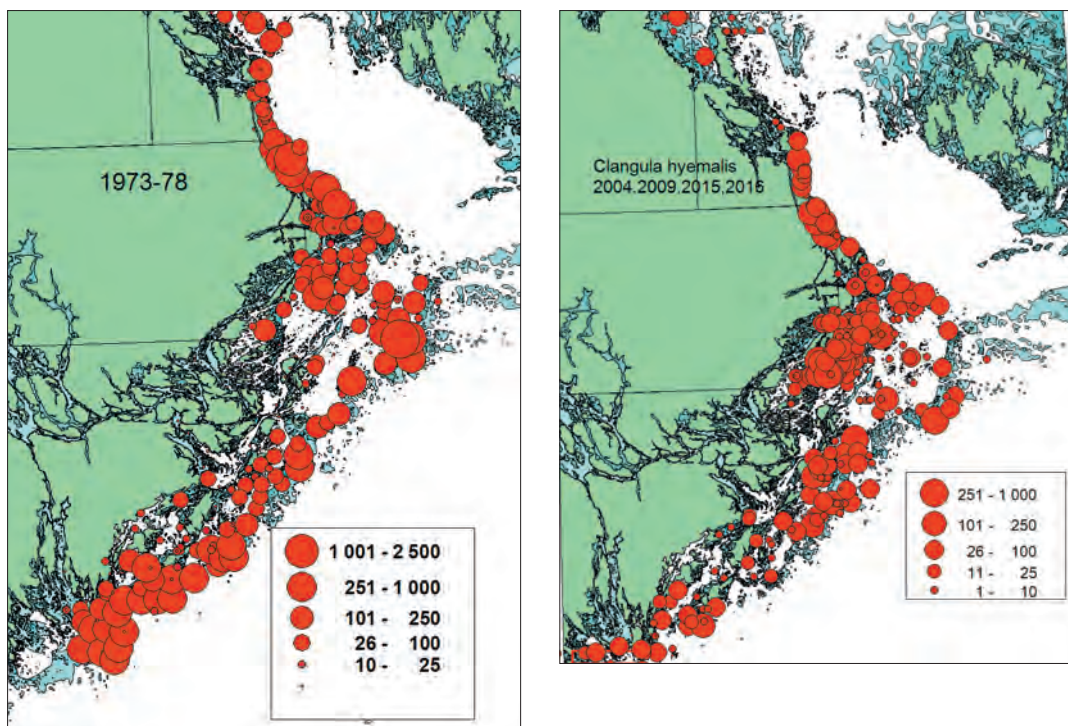 1973-78
1 001 - 2 500
251 - 1 000
101 - 250
26 - 100
10 - 25
Clangula hyemalis
2004.2009,2015,2016
251 - 1 000
101 - 250
26 - 100
11 - 25
1 - 10